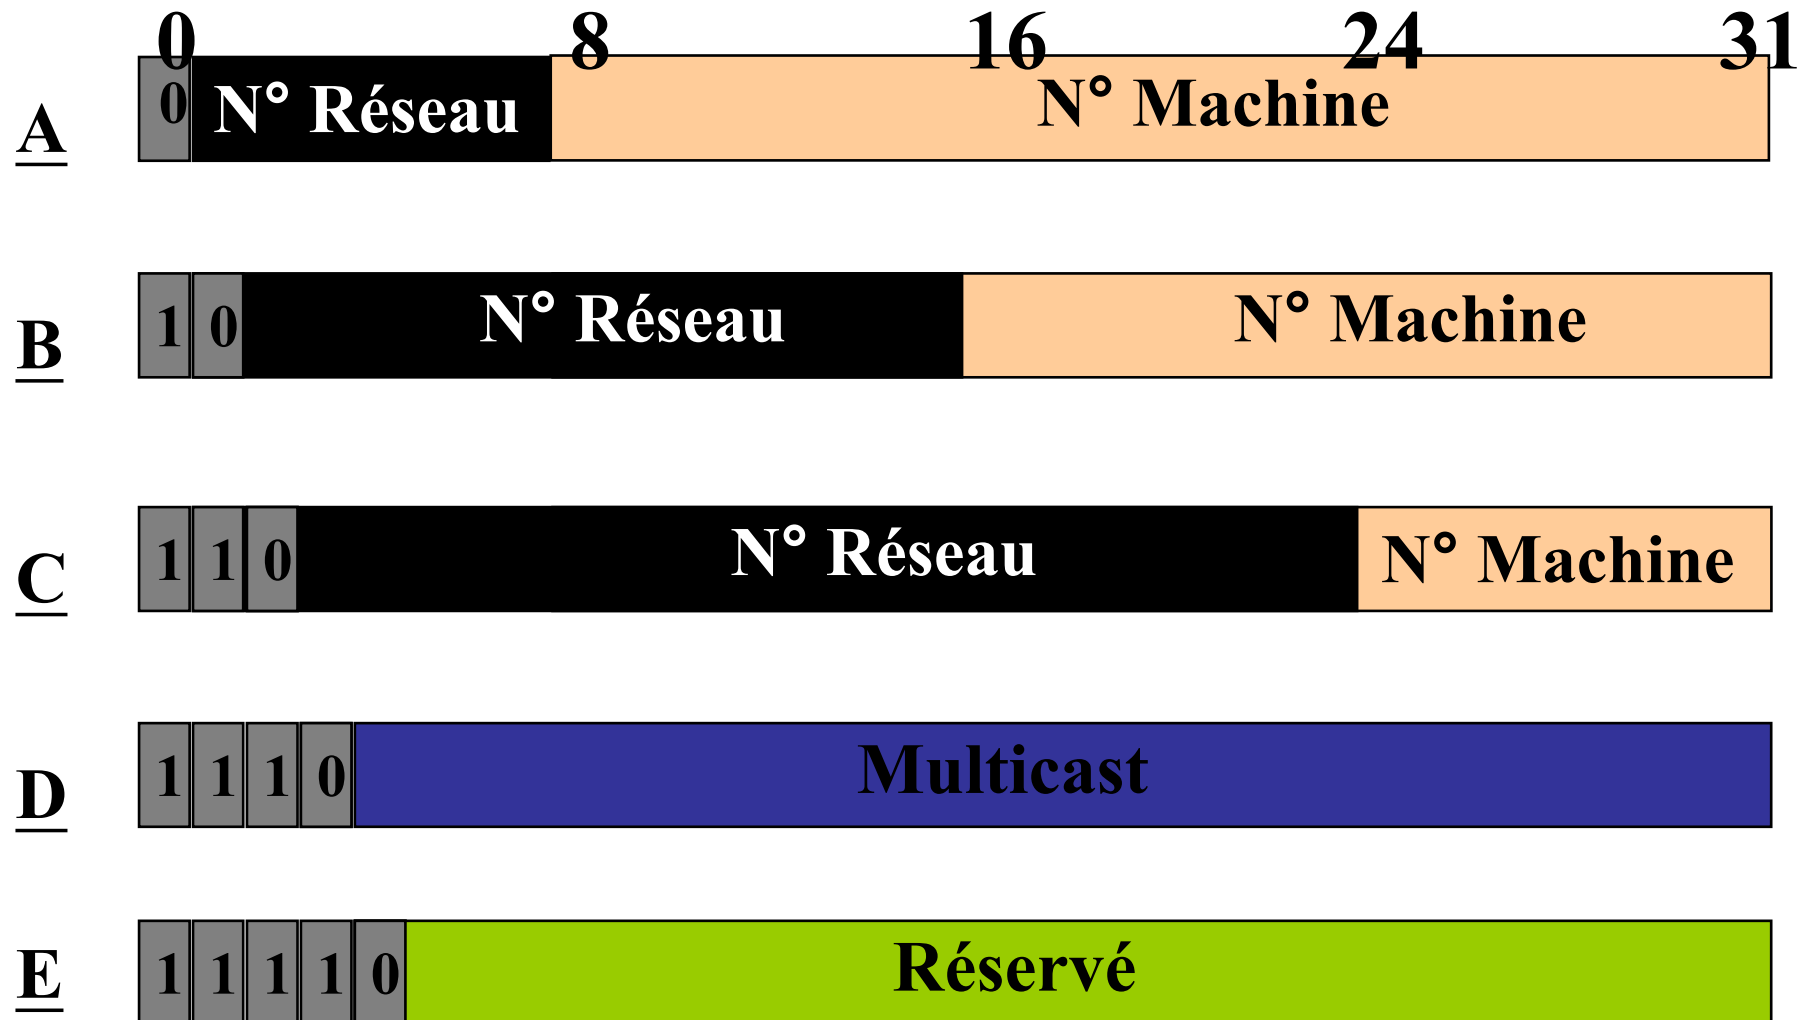 0 8 16 24 31
A 0 N° Réseau N° Machine
B 1 0 N° Réseau N° Machine
C 1 1 0 N° Réseau N° Machine
D 1 1 1 0 Multicast
E 1 1 1 1 0 Réservé